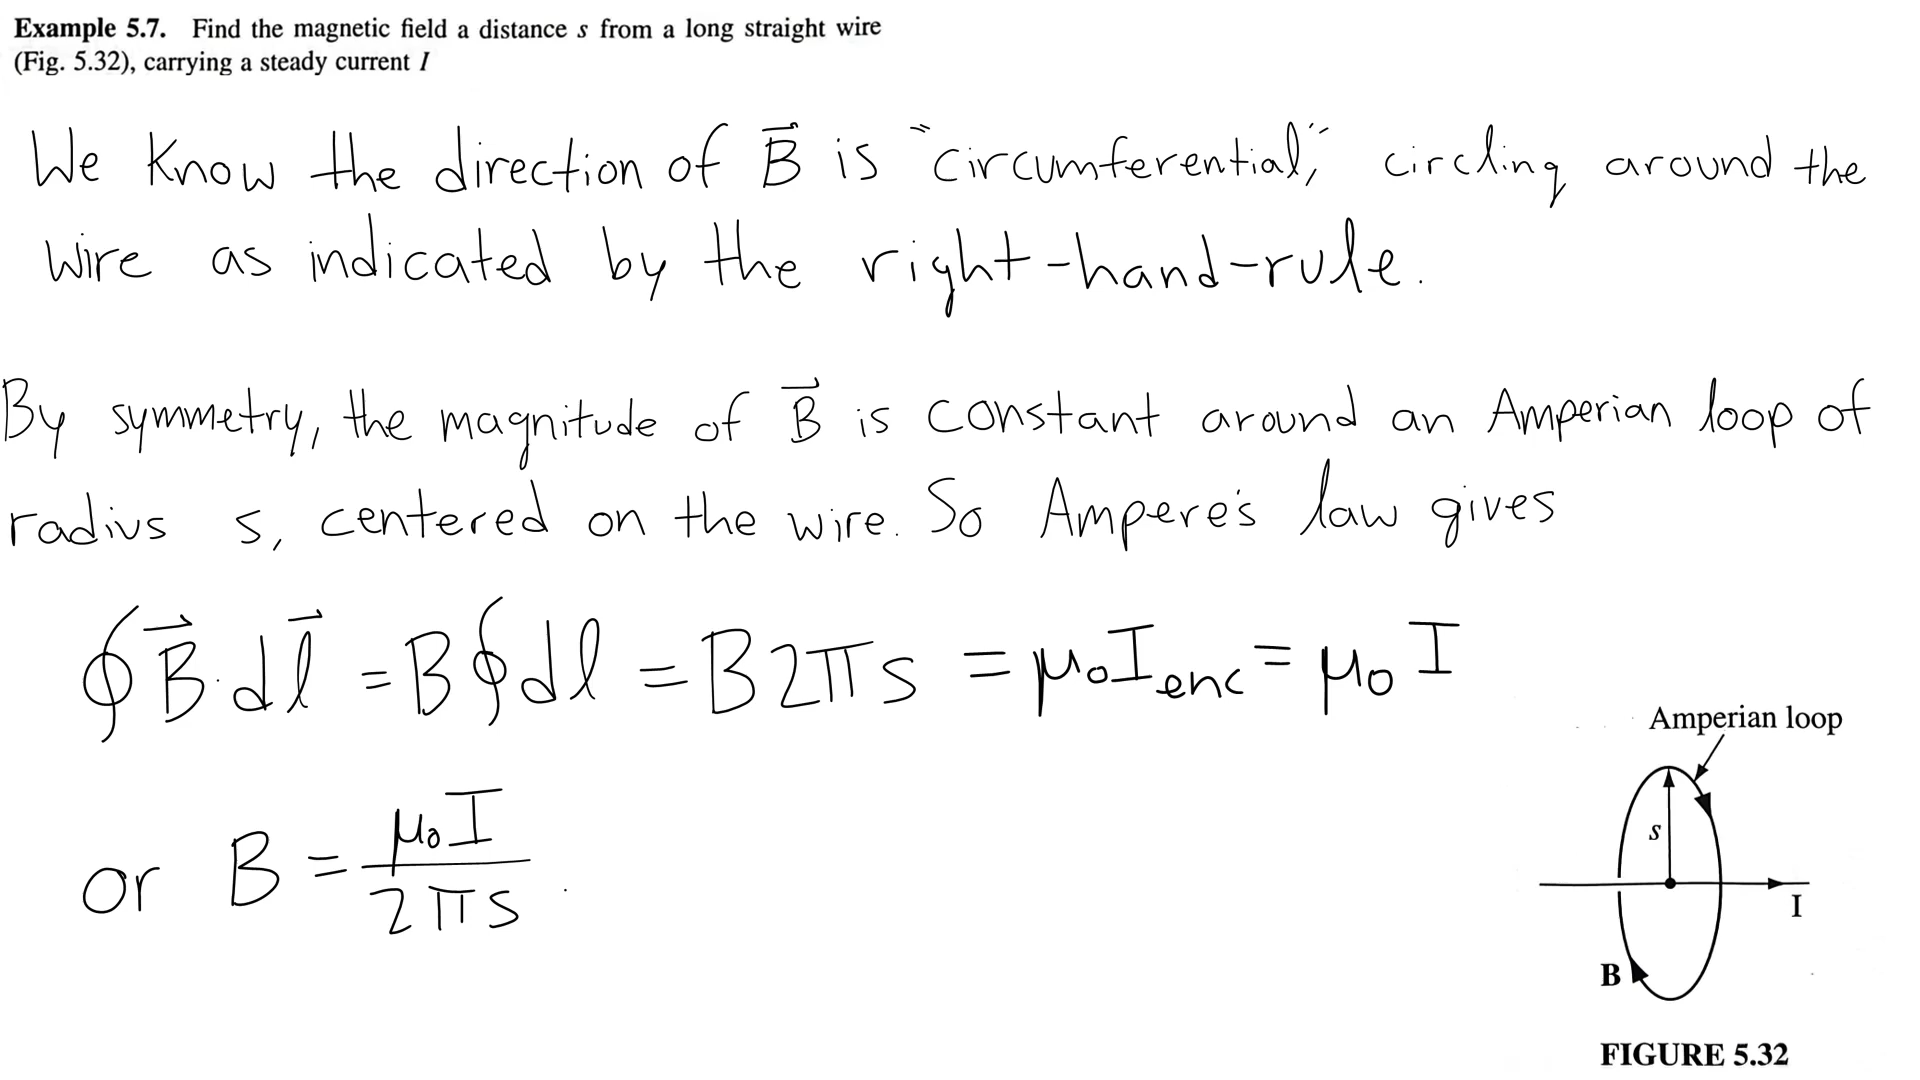 Example 5.7. Find the magnetic field a distance s from a long straight wire
(Fig. 5.32), carrying a steady current I
We know the direction of B⃗ is "circumferential," circling around the
wire as indicated by the right-hand-rule.
By symmetry, the magnitude of B⃗ is constant around an Amperian loop of
radius s, centered on the wire. So Ampere's law gives
∮B⃗·dl⃗ = B∮dl = B2πs = μ₀I_enc = μ₀I
or B = μ₀I / 2πs.
Amperian loop
s
I
B
FIGURE 5.32